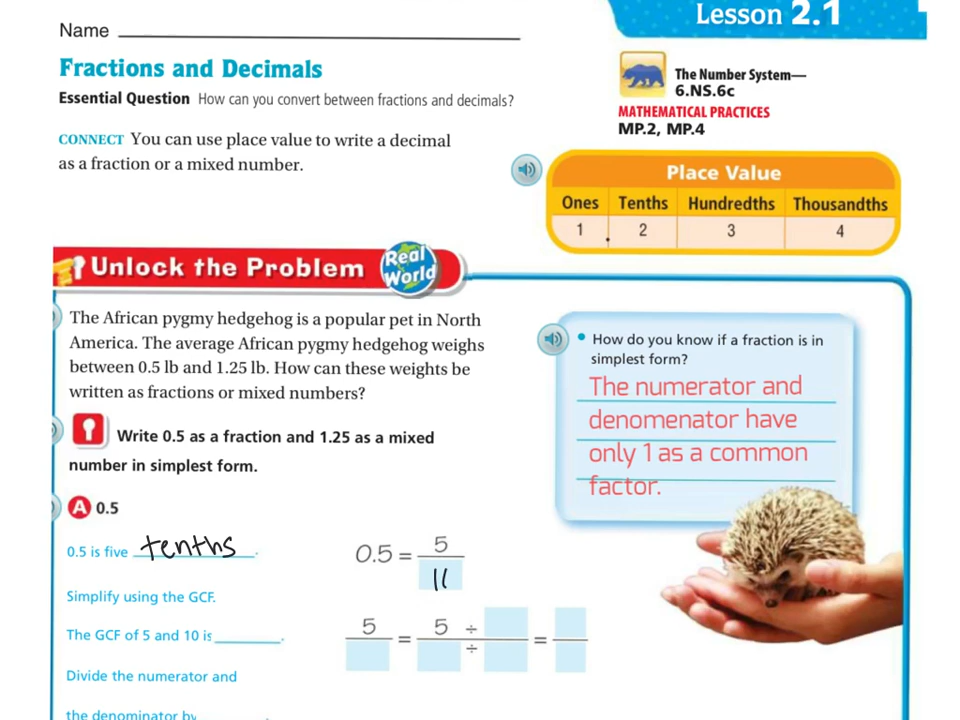 Lesson 2.1
Name
Fractions and Decimals
Essential Question How can you convert between fractions and decimals?
The Number System—
6.NS.6c
MATHEMATICAL PRACTICES
MP.2, MP.4
CONNECT You can use place value to write a decimal
as a fraction or a mixed number.
Place Value
Ones Tenths Hundredths Thousandths
1 . 2 3 4
Unlock the Problem
Real
World
The African pygmy hedgehog is a popular pet in North
America. The average African pygmy hedgehog weighs
between 0.5 lb and 1.25 lb. How can these weights be
written as fractions or mixed numbers?
• How do you know if a fraction is in
simplest form?
The numerator and
denomenator have
only 1 as a common
factor.
Write 0.5 as a fraction and 1.25 as a mixed
number in simplest form.
A 0.5
0.5 is five tenths.
0.5 = 5
Simplify using the GCF.
The GCF of 5 and 10 is .
5 = 5 ÷ =
÷
Divide the numerator and
the denominator by